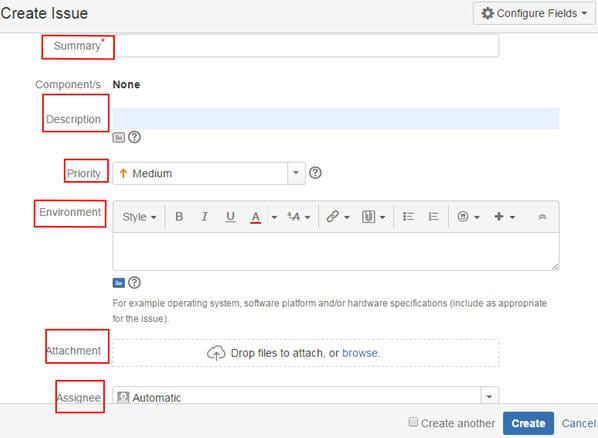 Create Issue
Configure Fields
Summary*
Component/s None
Description
Priority Medium
Environment Style B I U A ªA
For example operating system, software platform and/or hardware specifications (include as appropriate
for the issue).
Attachment Drop files to attach, or browse.
Assignee Automatic
Create another Create Cancel